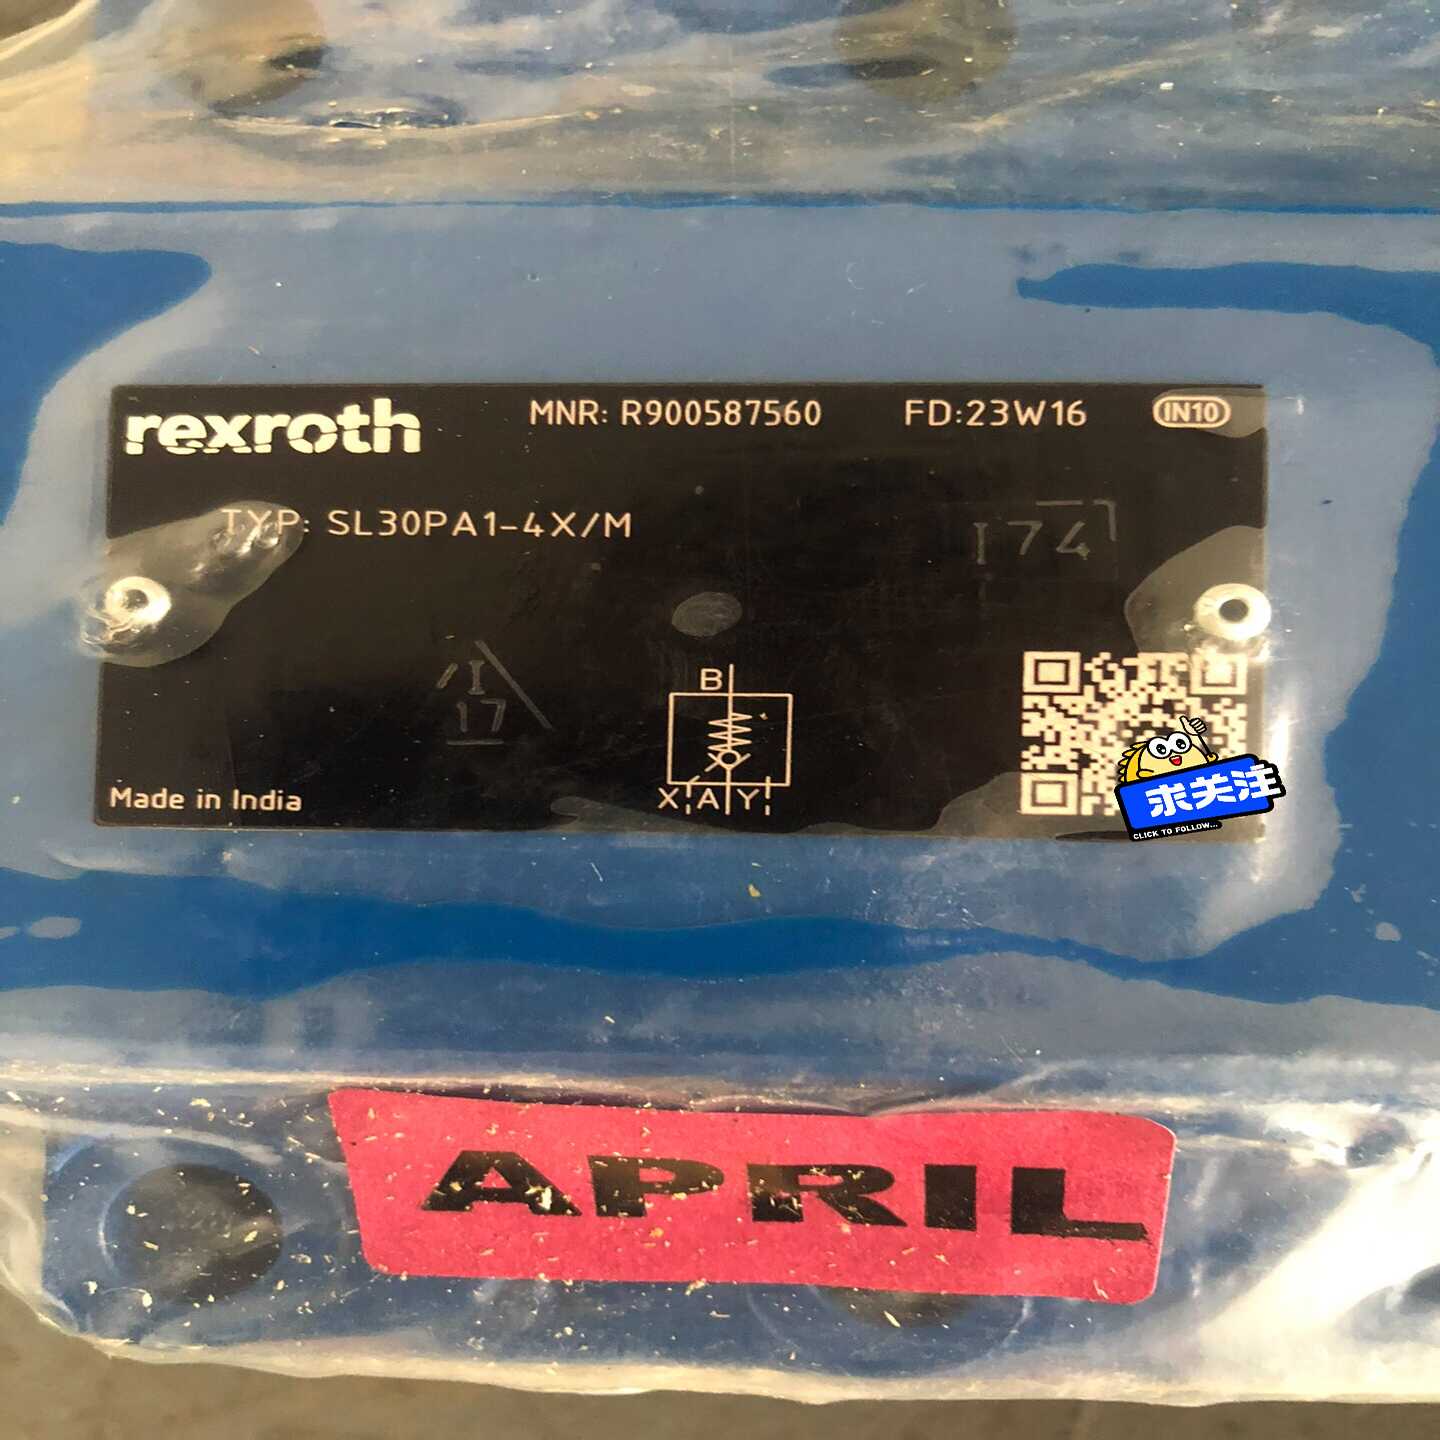 rexroth
MNR: R900587560
FD:23W16
IN10
TYP: SL30PA1-4X/M
I 74
I
17
B
X A Y
Made in India
求关注
CLICK TO FOLLOW...
APRIL